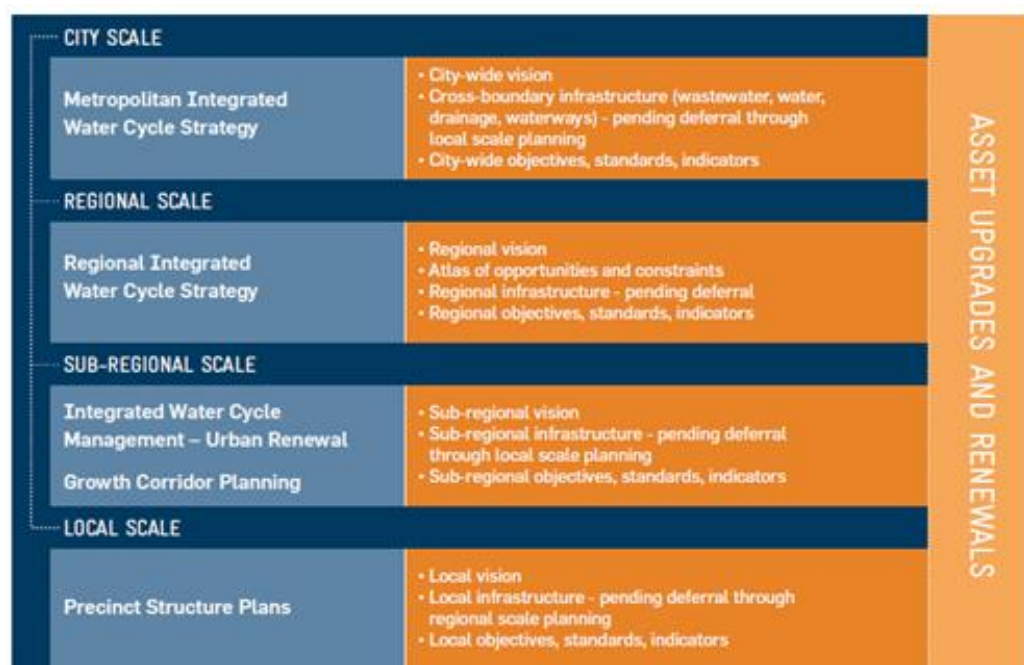 CITY SCALE
Metropolitan Integrated
Water Cycle Strategy
• City-wide vision
• Cross-boundary infrastructure (wastewater, water,
drainage, waterways) - pending deferral through
local scale planning
• City-wide objectives, standards, indicators
REGIONAL SCALE
Regional Integrated
Water Cycle Strategy
• Regional vision
• Atlas of opportunities and constraints
• Regional infrastructure - pending deferral
• Regional objectives, standards, indicators
SUB-REGIONAL SCALE
Integrated Water Cycle
Management – Urban Renewal
Growth Corridor Planning
• Sub-regional vision
• Sub-regional infrastructure - pending deferral
through local scale planning
• Sub-regional objectives, standards, indicators
LOCAL SCALE
Precinct Structure Plans
• Local vision
• Local infrastructure - pending deferral through
regional scale planning
• Local objectives, standards, indicators
ASSET UPGRADES AND RENEWALS